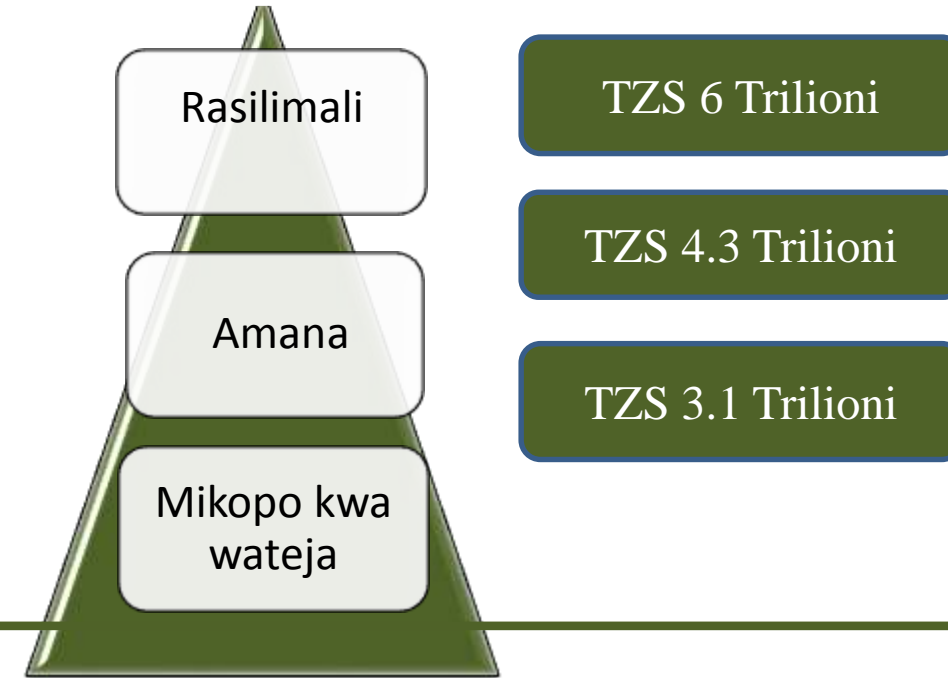 Rasilimali
TZS 6 Trilioni
Amana
TZS 4.3 Trilioni
Mikopo kwa
wateja
TZS 3.1 Trilioni